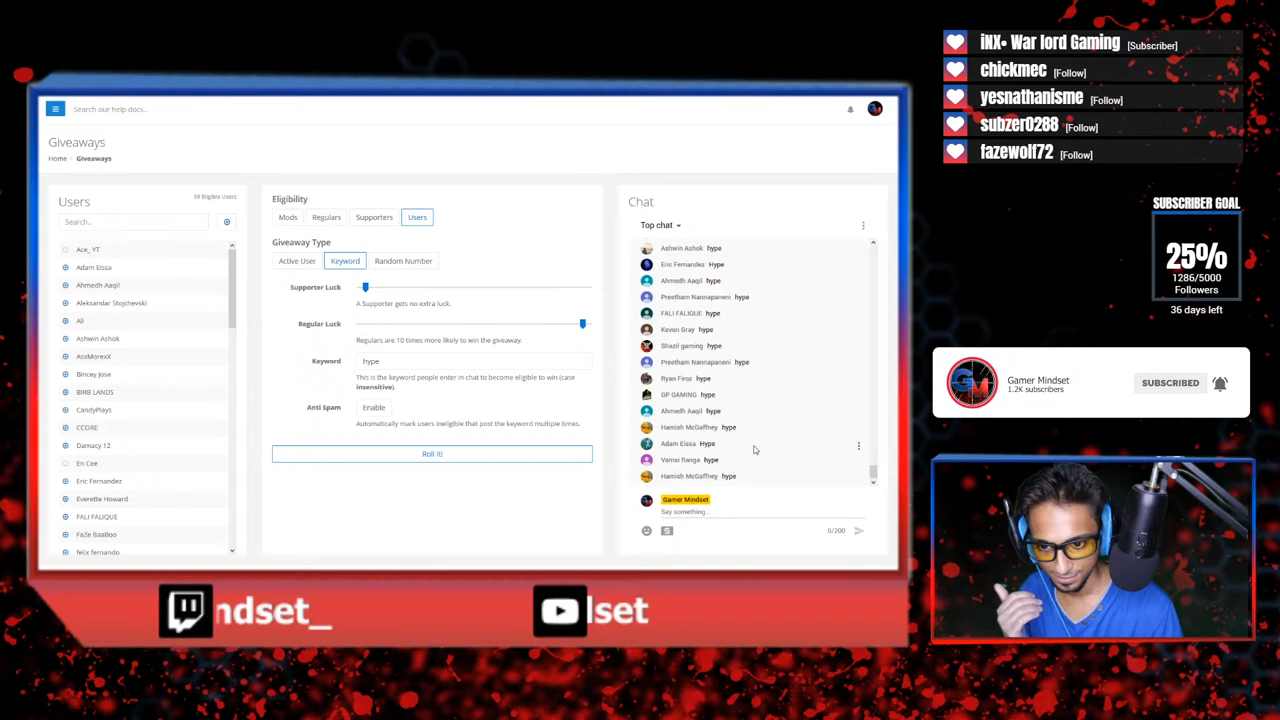 Search our help docs..
Giveaways
Home / Giveaways
Users
59 Eligible Users
Search..
Ace_ YT
Adam Eissa
Ahmedh Aaqil
Aleksandar Stojchevski
Ali
Ashwin Ashok
AsxMorexX
Bincey Jose
BIRB LANDS
CandyPlays
CCORE
Damacy 12
En Cee
Eric Fernandez
Everette Howard
FALI FALIQUE
FaZe BaaBoo
felix fernando
Eligibility
Mods Regulars Supporters Users
Giveaway Type
Active User Keyword Random Number
Supporter Luck
A Supporter gets no extra luck.
Regular Luck
Regulars are 10 times more likely to win the giveaway.
Keyword hype
This is the keyword people enter in chat to become eligible to win (case
insensitive).
Anti Spam Enable
Automatically mark users ineligible that post the keyword multiple times.
Roll it!
Chat
Top chat
Ashwin Ashok hype
Eric Fernandez Hype
Ahmedh Aaqil hype
Preetham Nannapaneni hype
FALI FALIQUE hype
Kevon Gray hype
Shazil gaming hype
Preetham Nannapaneni hype
Ryan Firoz hype
GP GAMING hype
Ahmedh Aaqil hype
Hamish McGaffney hype
Adam Eissa Hype
Vamsi Ranga hype
Hamish McGaffney hype
Gamer Mindset
Say something...
0/200
iNX• War lord Gaming [Subscriber]
chickmec [Follow]
yesnathanisme [Follow]
subzer0288 [Follow]
fazewolf72 [Follow]
SUBSCRIBER GOAL
25%
1286/5000
Followers
36 days left
GM
Gamer Mindset
1.2K subscribers
SUBSCRIBED
ndset_
lset